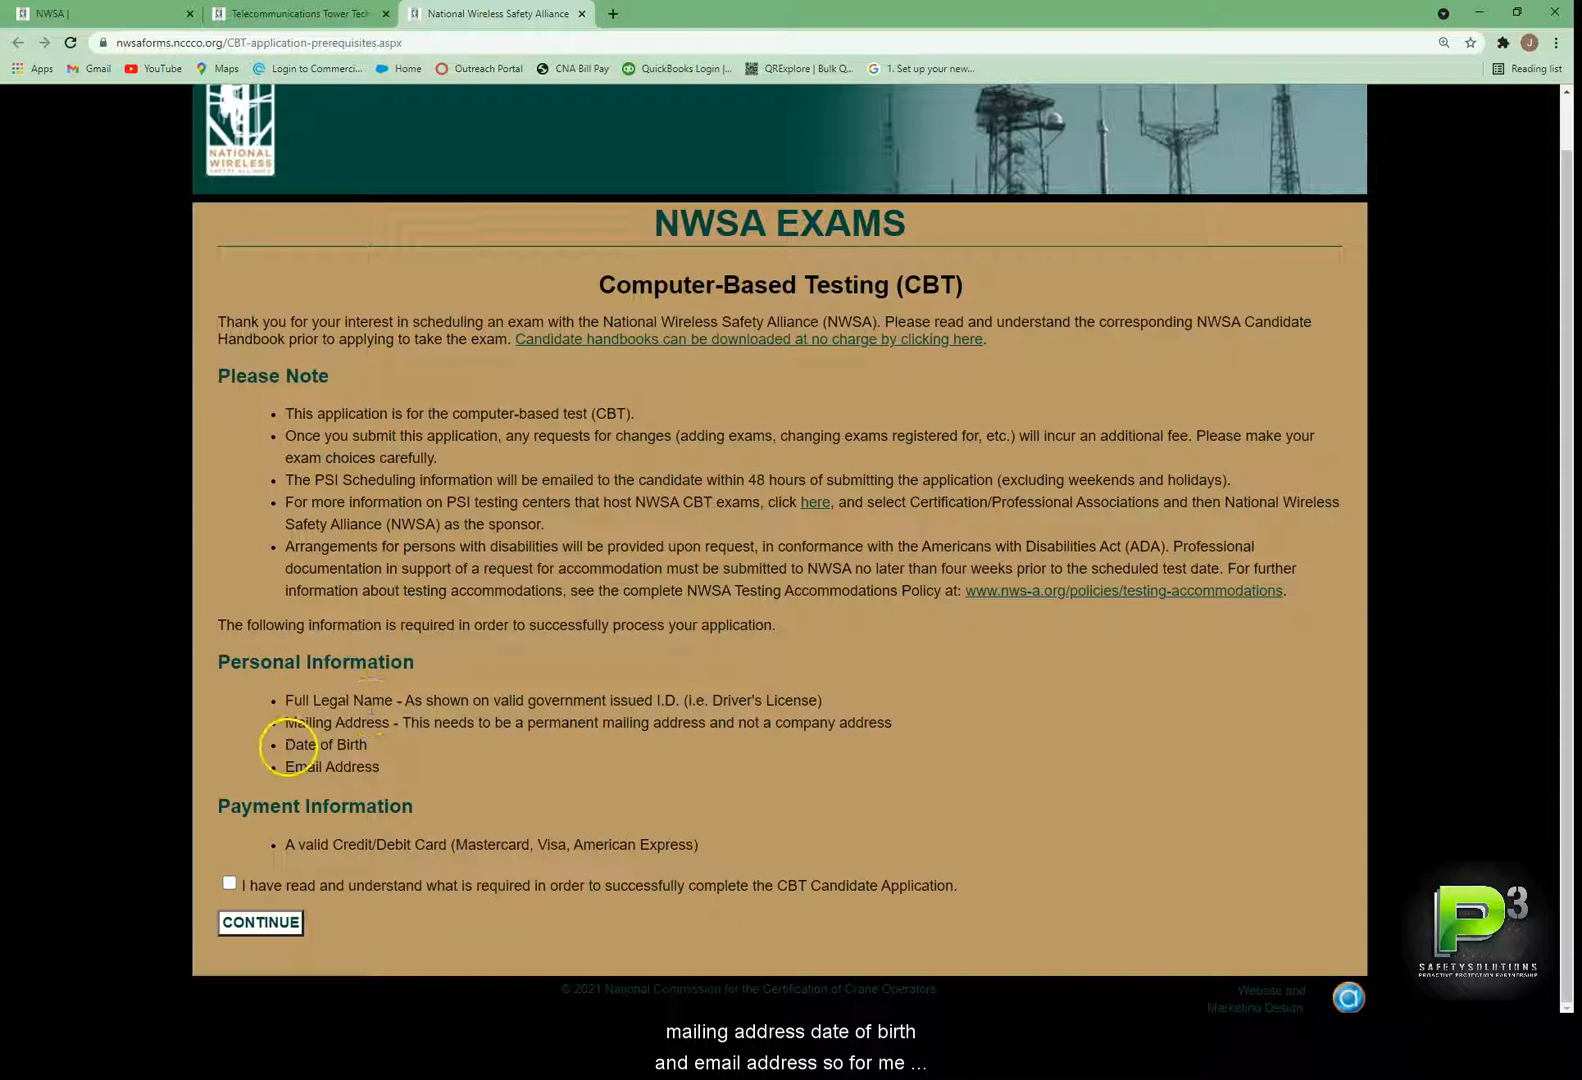 NWSA |
Telecommunications Tower Tech
National Wireless Safety Alliance
nwsaforms.nccco.org/CBT-application-prerequisites.aspx
Apps Gmail YouTube Maps Login to Commerci... Home Outreach Portal CNA Bill Pay QuickBooks Login |... QRExplore | Bulk Q... 1. Set up your new... Reading list
NATIONAL
WIRELESS
SAFETY ALLIANCE
NWSA EXAMS
Computer-Based Testing (CBT)
Thank you for your interest in scheduling an exam with the National Wireless Safety Alliance (NWSA). Please read and understand the corresponding NWSA Candidate
Handbook prior to applying to take the exam. Candidate handbooks can be downloaded at no charge by clicking here.
Please Note
• This application is for the computer-based test (CBT).
• Once you submit this application, any requests for changes (adding exams, changing exams registered for, etc.) will incur an additional fee. Please make your
exam choices carefully.
• The PSI Scheduling information will be emailed to the candidate within 48 hours of submitting the application (excluding weekends and holidays).
• For more information on PSI testing centers that host NWSA CBT exams, click here, and select Certification/Professional Associations and then National Wireless
Safety Alliance (NWSA) as the sponsor.
• Arrangements for persons with disabilities will be provided upon request, in conformance with the Americans with Disabilities Act (ADA). Professional
documentation in support of a request for accommodation must be submitted to NWSA no later than four weeks prior to the scheduled test date. For further
information about testing accommodations, see the complete NWSA Testing Accommodations Policy at: www.nws-a.org/policies/testing-accommodations.
The following information is required in order to successfully process your application.
Personal Information
• Full Legal Name - As shown on valid government issued I.D. (i.e. Driver's License)
• Mailing Address - This needs to be a permanent mailing address and not a company address
• Date of Birth
• Email Address
Payment Information
• A valid Credit/Debit Card (Mastercard, Visa, American Express)
I have read and understand what is required in order to successfully complete the CBT Candidate Application.
CONTINUE
P3
SAFETYSOLUTIONS
PROACTIVE PROTECTION PARTNERSHIP
© 2021 National Commission for the Certification of Crane Operators
Website and
Marketing Design
mailing address date of birth
and email address so for me ...